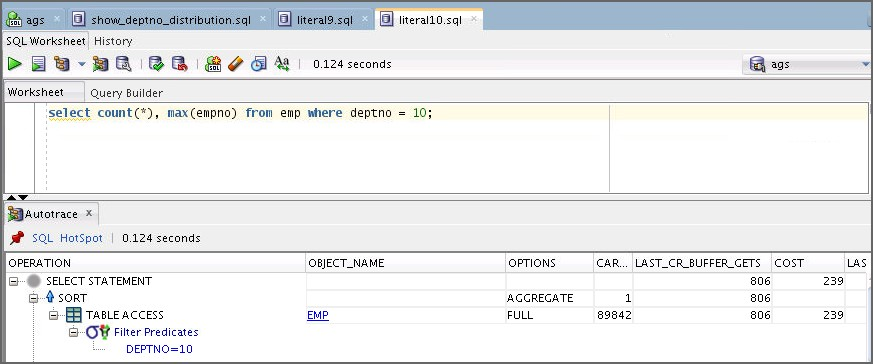 ags show_deptno_distribution.sql literal9.sql literal10.sql
SQL Worksheet History
0.124 seconds ags
Worksheet Query Builder
select count(*), max(empno) from emp where deptno = 10;
Autotrace x
SQL HotSpot | 0.124 seconds
OPERATION OBJECT_NAME OPTIONS CAR... LAST_CR_BUFFER_GETS COST LAS
SELECT STATEMENT 806 239
SORT AGGREGATE 1 806
TABLE ACCESS EMP FULL 89842 806 239
Filter Predicates
DEPTNO=10